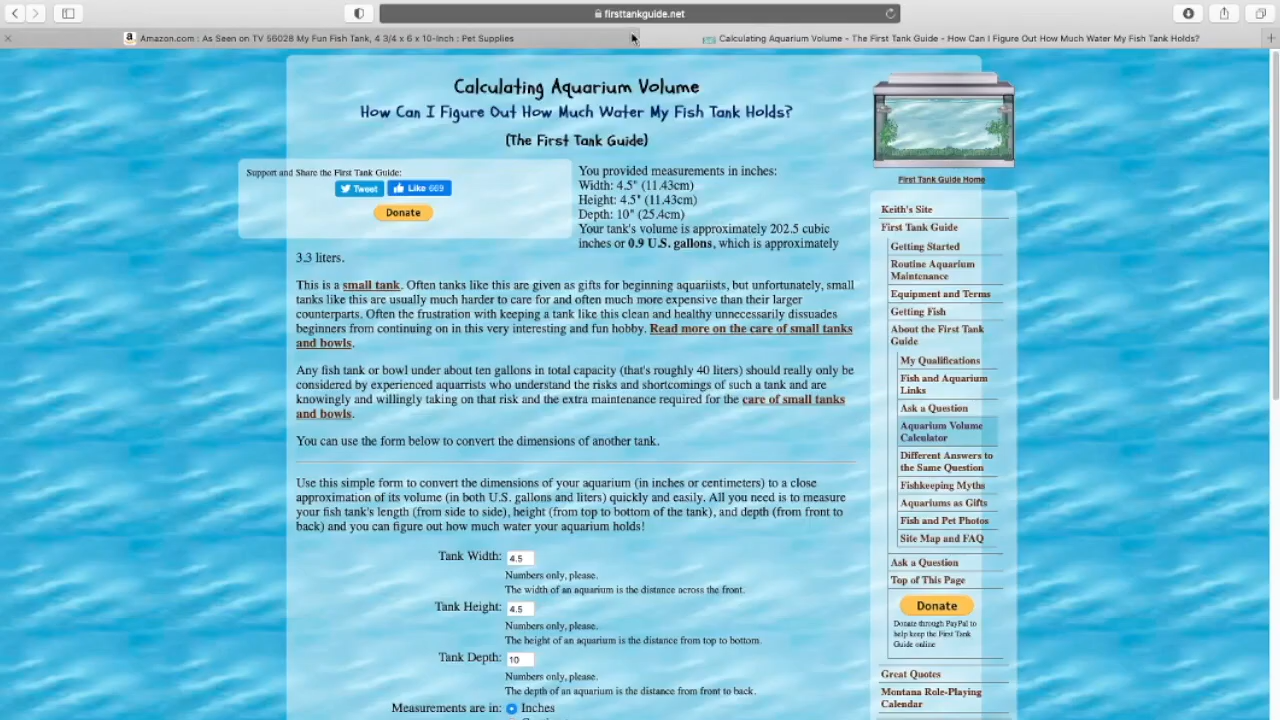 firsttankguide.net
Amazon.com : As Seen on TV 56028 My Fun Fish Tank, 4 3/4 x 6 x 10-Inch : Pet Supplies
Calculating Aquarium Volume - The First Tank Guide - How Can I Figure Out How Much Water My Fish Tank Holds?
Calculating Aquarium Volume
How Can I Figure Out How Much Water My Fish Tank Holds?
(The First Tank Guide)
Support and Share the First Tank Guide:
Tweet
Like 669
Donate
You provided measurements in inches:
Width: 4.5" (11.43cm)
Height: 4.5" (11.43cm)
Depth: 10" (25.4cm)
Your tank's volume is approximately 202.5 cubic
inches or 0.9 U.S. gallons, which is approximately
3.3 liters.
This is a small tank. Often tanks like this are given as gifts for beginning aquariists, but unfortunately, small
tanks like this are usually much harder to care for and often much more expensive than their larger
counterparts. Often the frustration with keeping a tank like this clean and healthy unnecessarily dissuades
beginners from continuing on in this very interesting and fun hobby. Read more on the care of small tanks
and bowls.
Any fish tank or bowl under about ten gallons in total capacity (that's roughly 40 liters) should really only be
considered by experienced aquarrists who understand the risks and shortcomings of such a tank and are
knowingly and willingly taking on that risk and the extra maintenance required for the care of small tanks
and bowls.
You can use the form below to convert the dimensions of another tank.
Use this simple form to convert the dimensions of your aquarium (in inches or centimeters) to a close
approximation of its volume (in both U.S. gallons and liters) quickly and easily. All you need is to measure
your fish tank's length (from side to side), height (from top to bottom of the tank), and depth (from front to
back) and you can figure out how much water your aquarium holds!
Tank Width: 4.5
Numbers only, please.
The width of an aquarium is the distance across the front.
Tank Height: 4.5
Numbers only, please.
The height of an aquarium is the distance from top to bottom.
Tank Depth: 10
Numbers only, please.
The depth of an aquarium is the distance from front to back.
Measurements are in: Inches
First Tank Guide Home
Keith's Site
First Tank Guide
Getting Started
Routine Aquarium
Maintenance
Equipment and Terms
Getting Fish
About the First Tank
Guide
My Qualifications
Fish and Aquarium
Links
Ask a Question
Aquarium Volume
Calculator
Different Answers to
the Same Question
Fishkeeping Myths
Aquariums as Gifts
Fish and Pet Photos
Site Map and FAQ
Ask a Question
Top of This Page
Donate
Donate through PayPal to
help keep the First Tank
Guide online
Great Quotes
Montana Role-Playing
Calendar